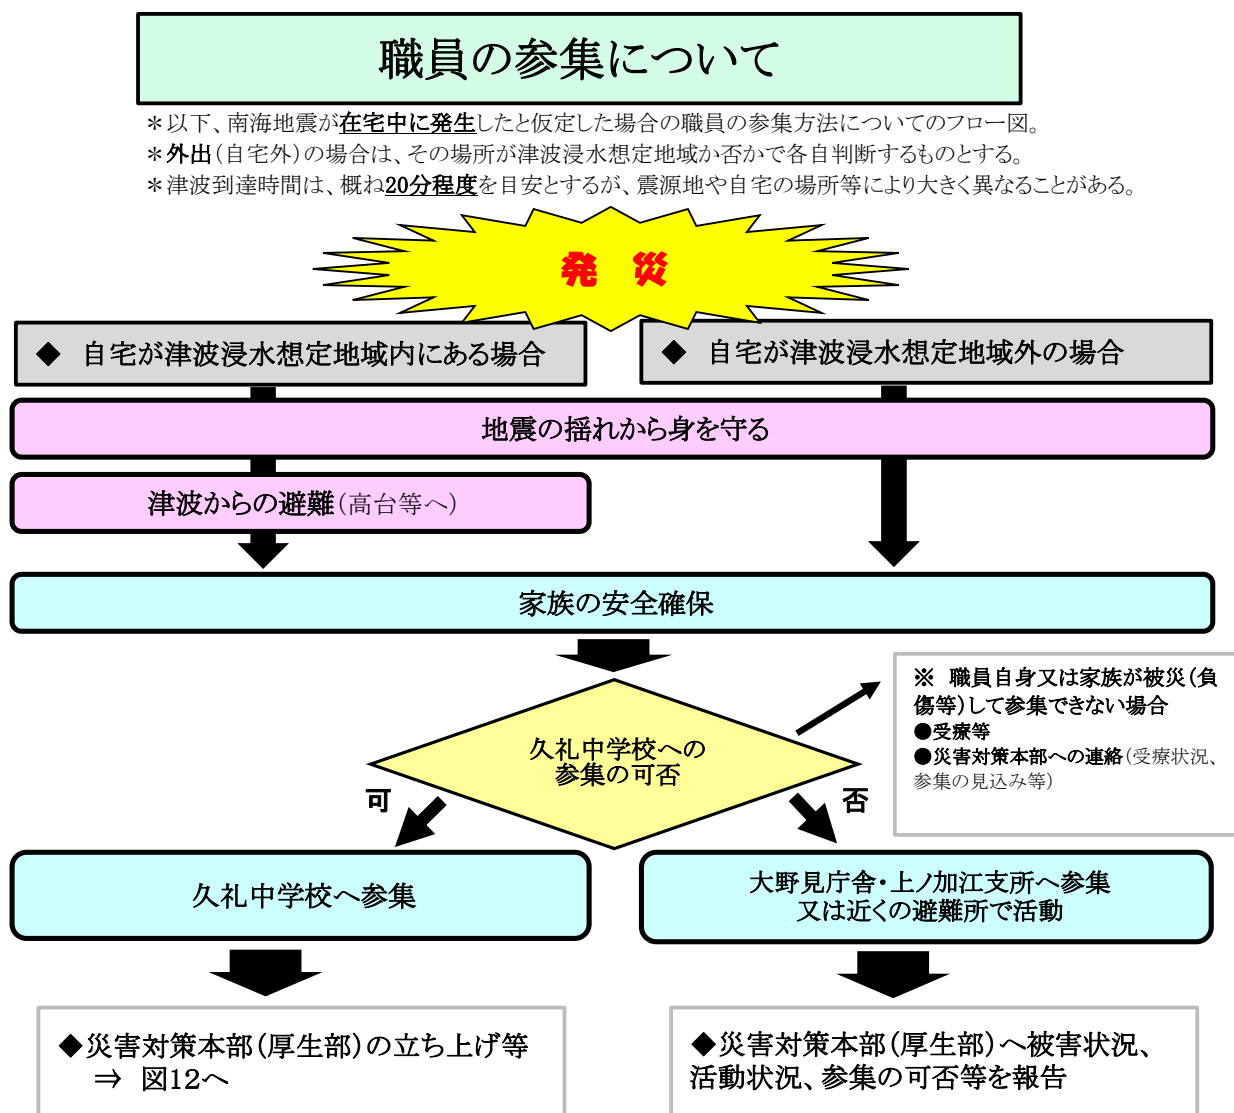 職員の参集について
＊以下、南海地震が在宅中に発生したと仮定した場合の職員の参集方法についてのフロー図。
＊外出(自宅外)の場合は、その場所が津波浸水想定地域か否かで各自判断するものとする。
＊津波到達時間は、概ね20分程度を目安とするが、震源地や自宅の場所等により大きく異なることがある。
発　災
◆　自宅が津波浸水想定地域内にある場合
◆　自宅が津波浸水想定地域外の場合
地震の揺れから身を守る
津波からの避難(高台等へ)
家族の安全確保
※　職員自身又は家族が被災(負
傷等)して参集できない場合
●受療等
●災害対策本部への連絡(受療状況、
参集の見込み等)
久礼中学校への
参集の可否
可
否
久礼中学校へ参集
大野見庁舎・上ノ加江支所へ参集
又は近くの避難所で活動
◆災害対策本部(厚生部)の立ち上げ等
⇒　図12へ
◆災害対策本部(厚生部)へ被害状況、
活動状況、参集の可否等を報告